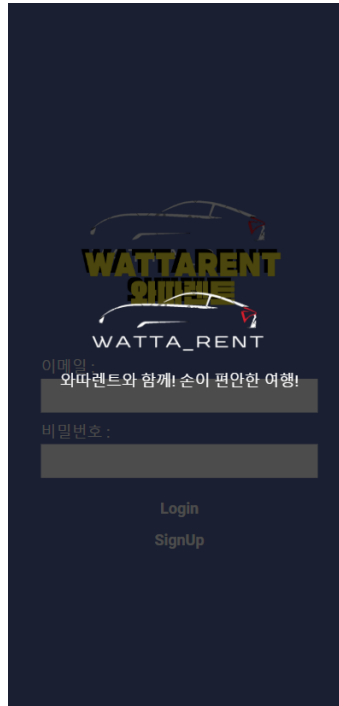 WATTARENT
와따렌트
WATTA_RENT
이메일 :
와따렌트와 함께! 손이 편안한 여행!
비밀번호 :
Login
SignUp